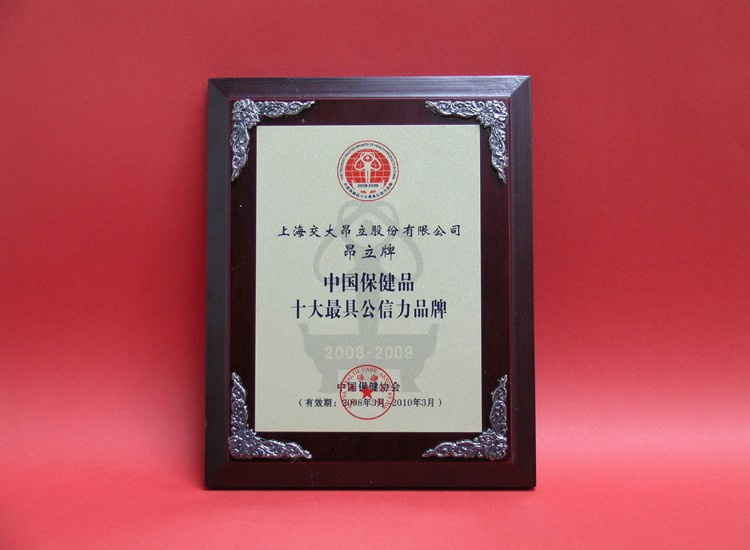 2008-2009
上海交大昂立股份有限公司
昂立牌
中国保健品
十大最具公信力品牌
2008·2009
中国保健协会
（有效期：2008年3月-2010年3月）